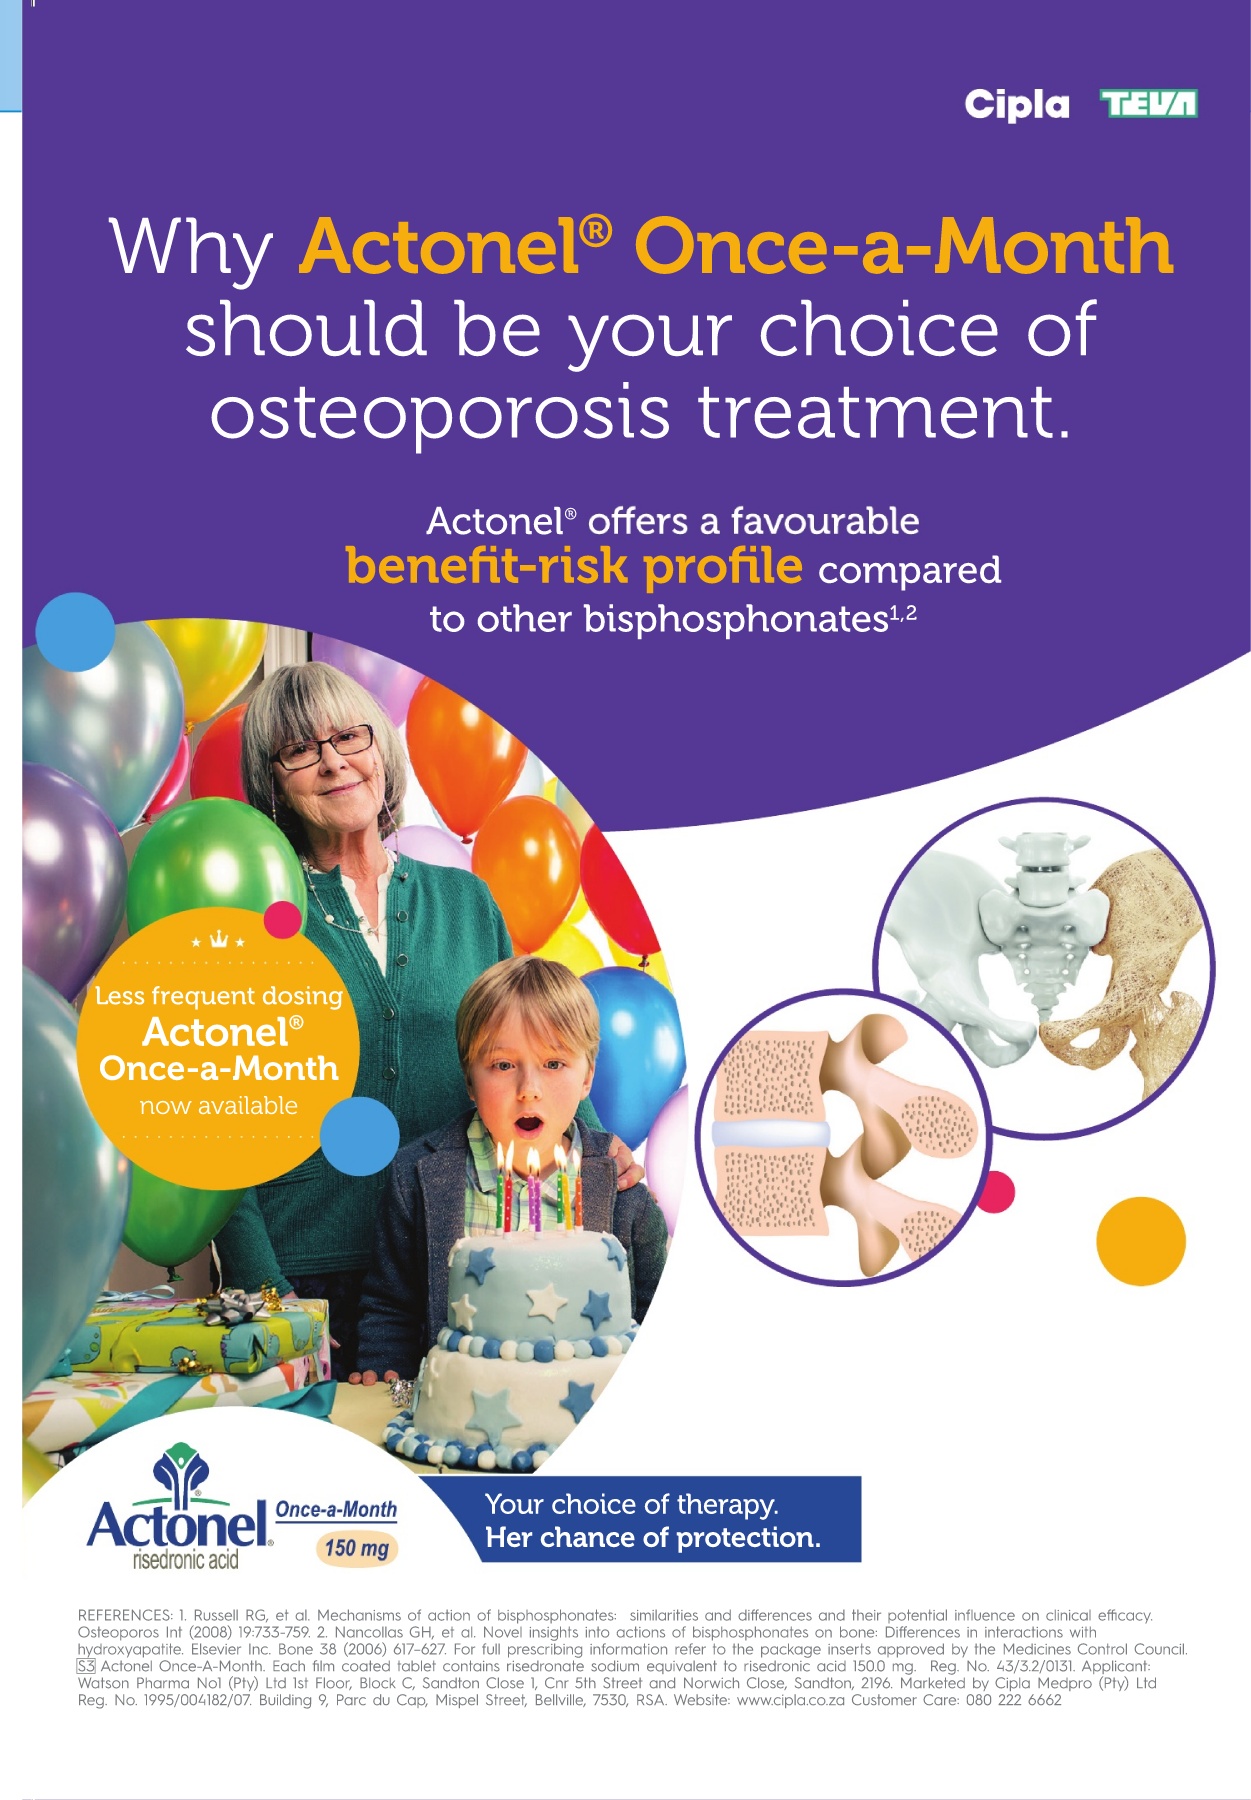 Cipla TEVA
Why Actonel® Once-a-Month
should be your choice of
osteoporosis treatment.
Actonel® offers a favourable
benefit-risk profile compared
to other bisphosphonates1,2
Less frequent dosing
Actonel®
Once-a-Month
now available
Actonel® Once-a-Month
risedronic acid
150 mg
Your choice of therapy.
Her chance of protection.
REFERENCES: 1. Russell RG, et al. Mechanisms of action of bisphosphonates: similarities and differences and their potential influence on clinical efficacy.
Osteoporos Int (2008) 19:733-759. 2. Nancollas GH, et al. Novel insights into actions of bisphosphonates on bone: Differences in interactions with
hydroxyapatite. Elsevier Inc. Bone 38 (2006) 617-627. For full prescribing information refer to the package inserts approved by the Medicines Control Council.
S3 Actonel Once-A-Month. Each film coated tablet contains risedronate sodium equivalent to risedronic acid 150.0 mg. Reg. No. 43/3.2/0131. Applicant:
Watson Pharma No1 (Pty) Ltd 1st Floor, Block C, Sandton Close 1, Cnr 5th Street and Norwich Close, Sandton, 2196. Marketed by Cipla Medpro (Pty) Ltd
Reg. No. 1995/004182/07. Building 9, Parc du Cap, Mispel Street, Bellville, 7530, RSA. Website: www.cipla.co.za Customer Care: 080 222 6662